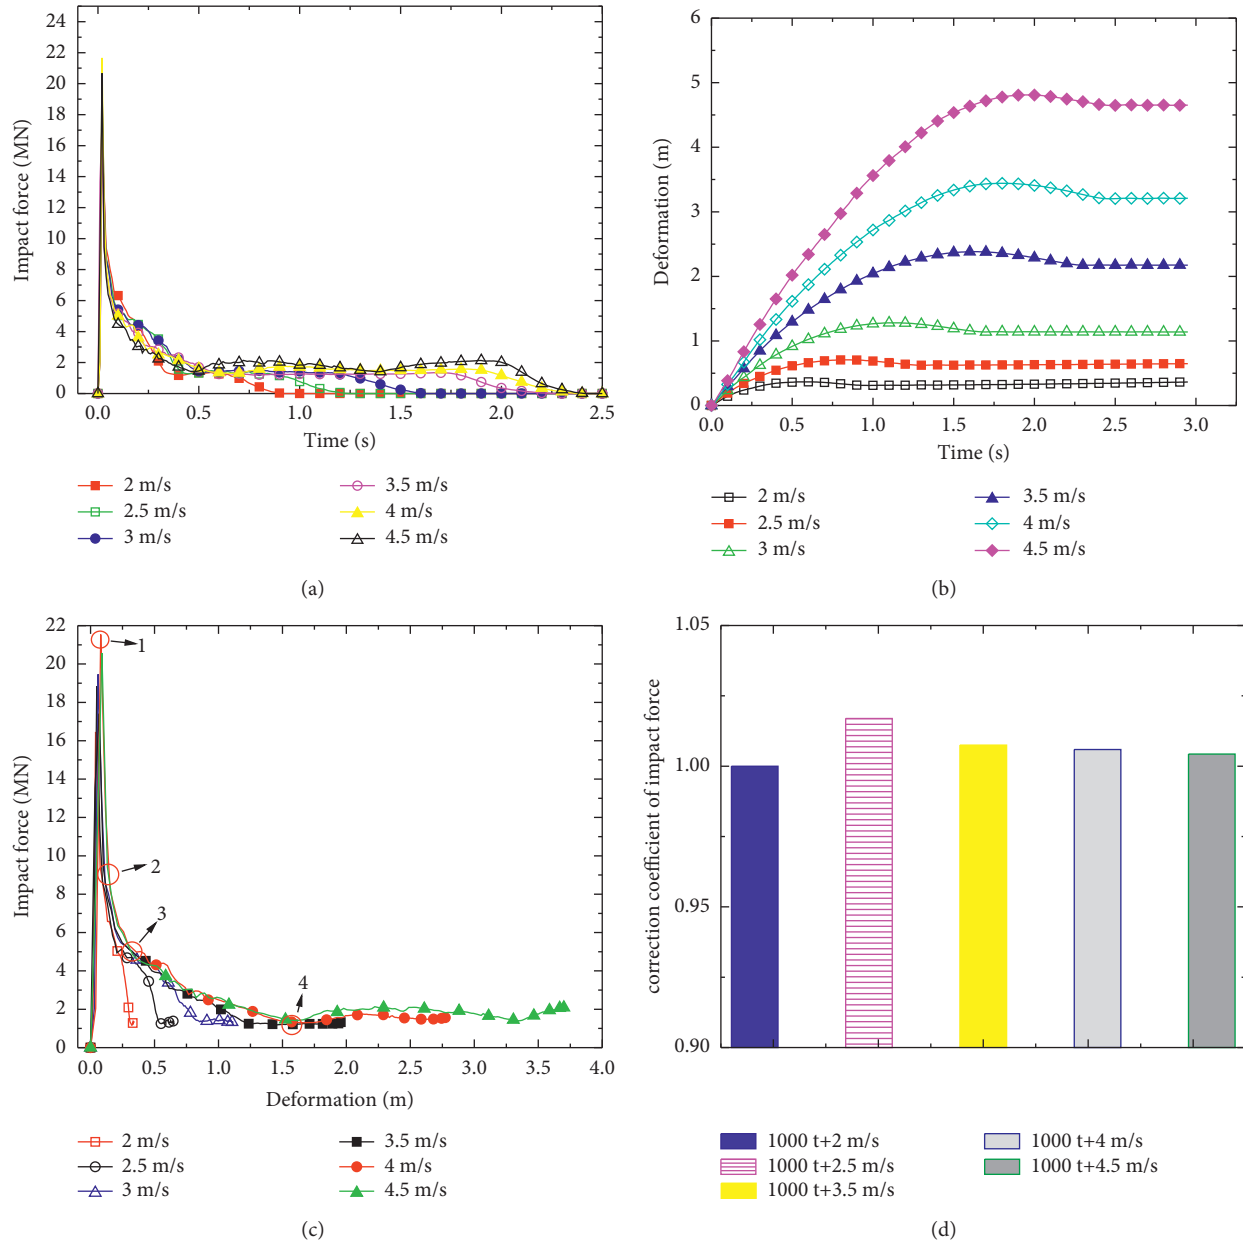 24
22
20
18
16
14
12
10
8
6
4
2
0
Impact force (MN)
0.0 0.5 1.0 1.5 2.0 2.5
Time (s)
2 m/s
2.5 m/s
3 m/s
3.5 m/s
4 m/s
4.5 m/s
(a)
6
5
4
3
2
1
0
Deformation (m)
0.0 0.5 1.0 1.5 2.0 2.5 3.0
Time (s)
2 m/s
2.5 m/s
3 m/s
3.5 m/s
4 m/s
4.5 m/s
(b)
22
20
18
16
14
12
10
8
6
4
2
0
Impact force (MN)
1
2
3
4
0.0 0.5 1.0 1.5 2.0 2.5 3.0 3.5 4.0
Deformation (m)
2 m/s
2.5 m/s
3 m/s
3.5 m/s
4 m/s
4.5 m/s
(c)
1.05
1.00
0.95
0.90
correction coefficient of impact force
1000 t+2 m/s
1000 t+2.5 m/s
1000 t+3.5 m/s
1000 t+4 m/s
1000 t+4.5 m/s
(d)